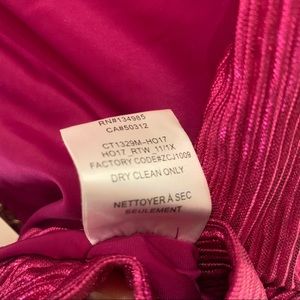 RN#134985
CA#50312
CT1329M-HO17
HO17_RTW_11/1X
FACTORY CODE#ZCJ1009
DRY CLEAN ONLY
NETTOYER À SEC
SEULEMENT